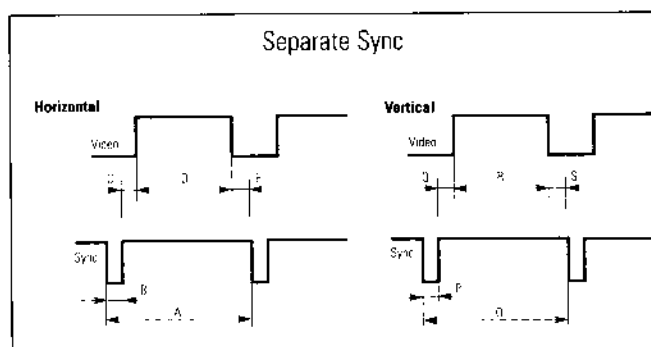 Separate Sync
Horizontal
Vertical
Video
Video
D
R
S
Sync
Sync
B
P
A